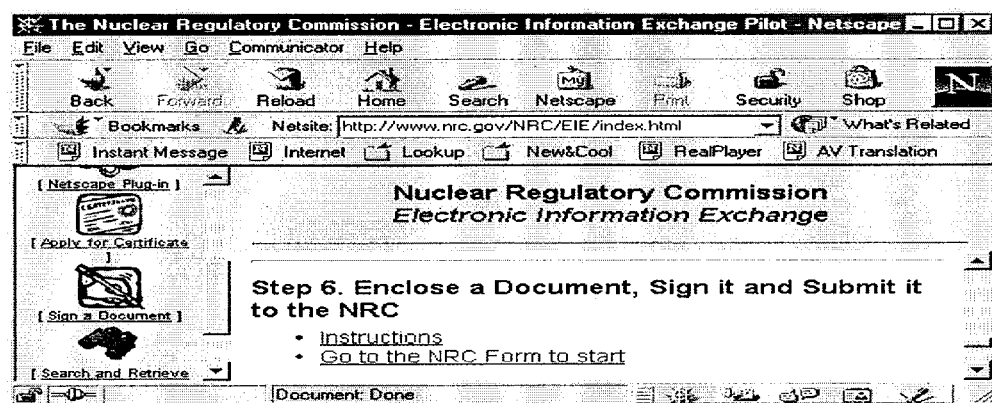 The Nuclear Regulatory Commission - Electronic Information Exchange Pilot - Netscape
File Edit View Go Communicator Help
Back Forward Reload Home Search Netscape Print Security Shop
My
N
Bookmarks Netsite: http://www.nrc.gov/NRC/EIE/index.html What's Related
Instant Message Internet Lookup New&Cool RealPlayer AV Translation
[ Netscape Plug-in ]
[ Apply for Certificate
]
[ Sign a Document ]
[ Search and Retrieve
Nuclear Regulatory Commission
Electronic Information Exchange
Step 6. Enclose a Document, Sign it and Submit it
to the NRC
• Instructions
• Go to the NRC Form to start
Document: Done